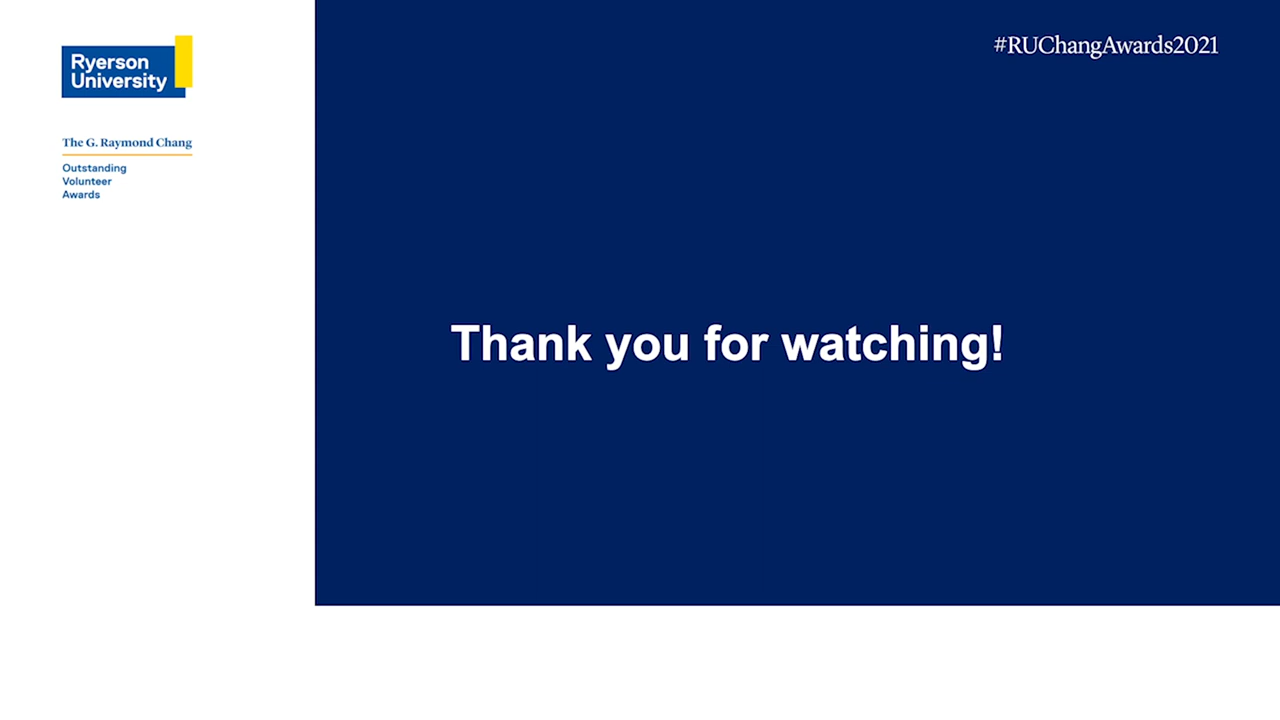 Ryerson
University
The G. Raymond Chang
Outstanding
Volunteer
Awards
#RUChangAwards2021
Thank you for watching!